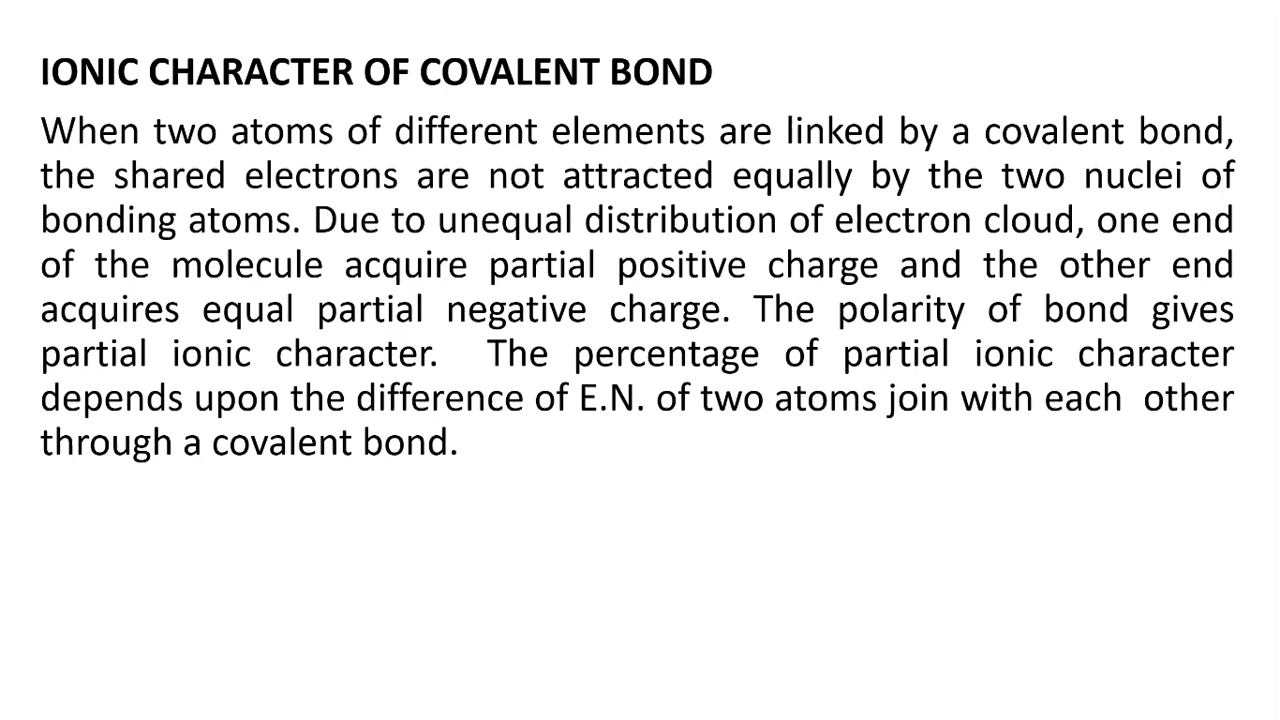 IONIC CHARACTER OF COVALENT BOND
When two atoms of different elements are linked by a covalent bond,
the shared electrons are not attracted equally by the two nuclei of
bonding atoms. Due to unequal distribution of electron cloud, one end
of the molecule acquire partial positive charge and the other end
acquires equal partial negative charge. The polarity of bond gives
partial ionic character.  The percentage of partial ionic character
depends upon the difference of E.N. of two atoms join with each  other
through a covalent bond.